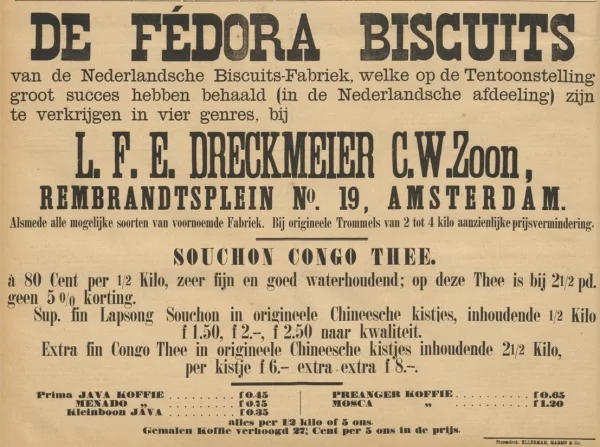 DE FÉDORA BISCUITS
van de Nederlandsche Biscuits-Fabriek, welke op de Tentoonstelling
groot succes hebben behaald (in de Nederlandsche afdeeling) zijn
te verkrijgen in vier genres, bij
L. F. E. DRECKMEIER C.W.Zoon,
REMBRANDTSPLEIN No. 19, AMSTERDAM.
Alsmede alle mogelijke soorten van voornoemde Fabriek. Bij origineele Trommels van 2 tot 4 kilo aanzienlijke prijsvermindering.
SOUCHON CONGO THEE.
à 80 Cent per 1/2 Kilo, zeer fijn en goed waterhoudend; op deze Thee is bij 21/2 pd.
geen 5 % korting.
Sup. fin Lapsong Souchon in origineele Chineesche kistjes, inhoudende 1/2 Kilo
f 1.50, f 2.-, f 2.50 naar kwaliteit.
Extra fin Congo Thee in origineele Chineesche kistjes inhoudende 21/2 Kilo,
per kistje f 6.- extra extra f 8.-.
Prima JAVA KOFFIE . . . . . . . . . f 0.45
MENADO „ . . . . . . . . . f 0.75
Kleinboon JAVA . . . . . . . . . f 0.35
PREANGER KOFFIE . . . . . . . . . f 0.65
MOSCA „ . . . . . . . . . f 1.20
alles per 1/2 kilo of 5 ons.
Gemalen Koffie verhoogd 2½ Cent per 5 ons in de prijs.
Stoomdruk. ELLERMAN, HARMS & Co.